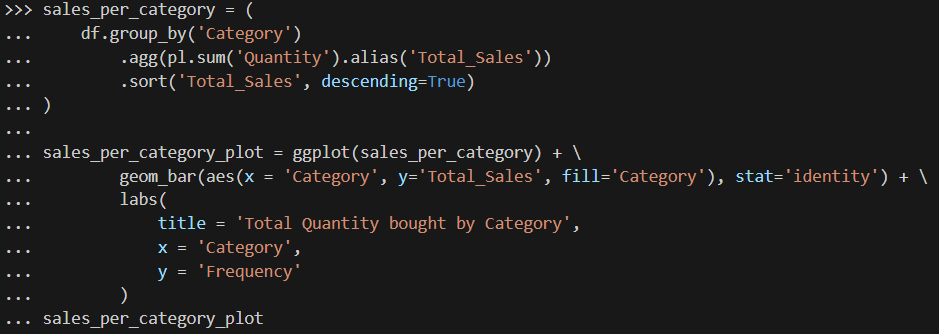 >>> sales_per_category = (
...     df.group_by('Category')
...         .agg(pl.sum('Quantity').alias('Total_Sales'))
...         .sort('Total_Sales', descending=True)
... )
...
... sales_per_category_plot = ggplot(sales_per_category) + \
...         geom_bar(aes(x = 'Category', y='Total_Sales', fill='Category'), stat='identity') + \
...         labs(
...             title = 'Total Quantity bought by Category',
...             x = 'Category',
...             y = 'Frequency'
...         )
... sales_per_category_plot